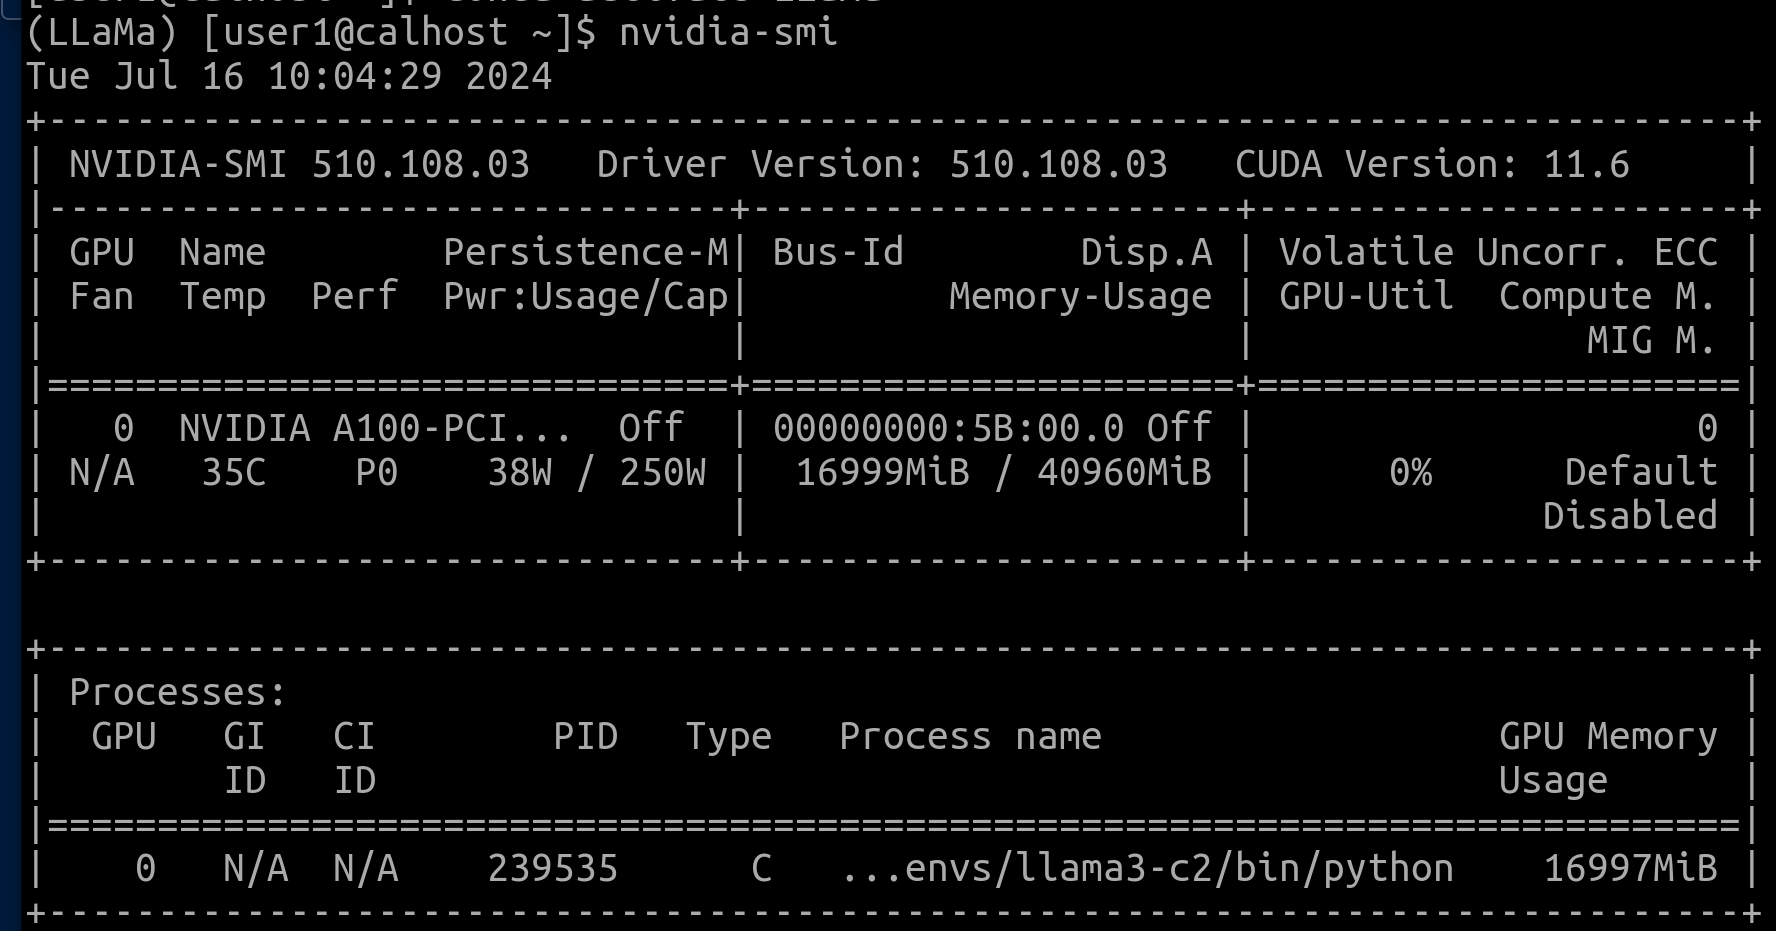 (LLaMa) [user1@calhost ~]$ nvidia-smi
Tue Jul 16 10:04:29 2024
+-----------------------------------------------------------------------------+
| NVIDIA-SMI 510.108.03   Driver Version: 510.108.03   CUDA Version: 11.6     |
|-------------------------------+----------------------+----------------------+
| GPU  Name        Persistence-M| Bus-Id        Disp.A | Volatile Uncorr. ECC |
| Fan  Temp  Perf  Pwr:Usage/Cap|         Memory-Usage | GPU-Util  Compute M. |
|                               |                      |               MIG M. |
|===============================+======================+======================|
|   0  NVIDIA A100-PCI...  Off  | 00000000:5B:00.0 Off |                    0 |
| N/A   35C    P0    38W / 250W |  16999MiB / 40960MiB |      0%      Default |
|                               |                      |             Disabled |
+-------------------------------+----------------------+----------------------+

+-----------------------------------------------------------------------------+
| Processes:                                                                  |
|  GPU   GI   CI        PID   Type   Process name                  GPU Memory |
|        ID   ID                                                   Usage      |
|=============================================================================|
|    0   N/A  N/A    239535      C   ...envs/llama3-c2/bin/python    16997MiB |
+-----------------------------------------------------------------------------+